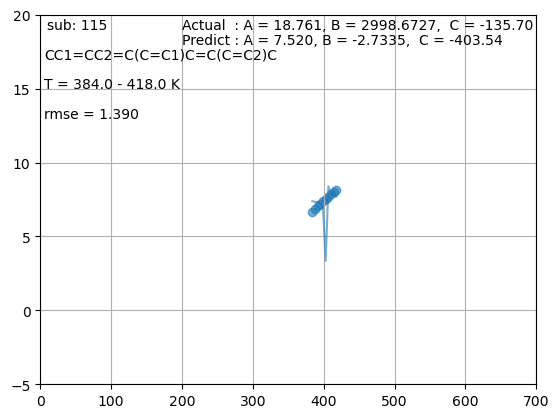 sub: 115
Actual : A = 18.761, B = 2998.6727, C = -135.70
Predict : A = 7.520, B = -2.7335, C = -403.54
CC1=CC2=C(C=C1)C=C(C=C2)C
T = 384.0 - 418.0 K
rmse = 1.390
20
15
10
5
0
−5
0 100 200 300 400 500 600 700